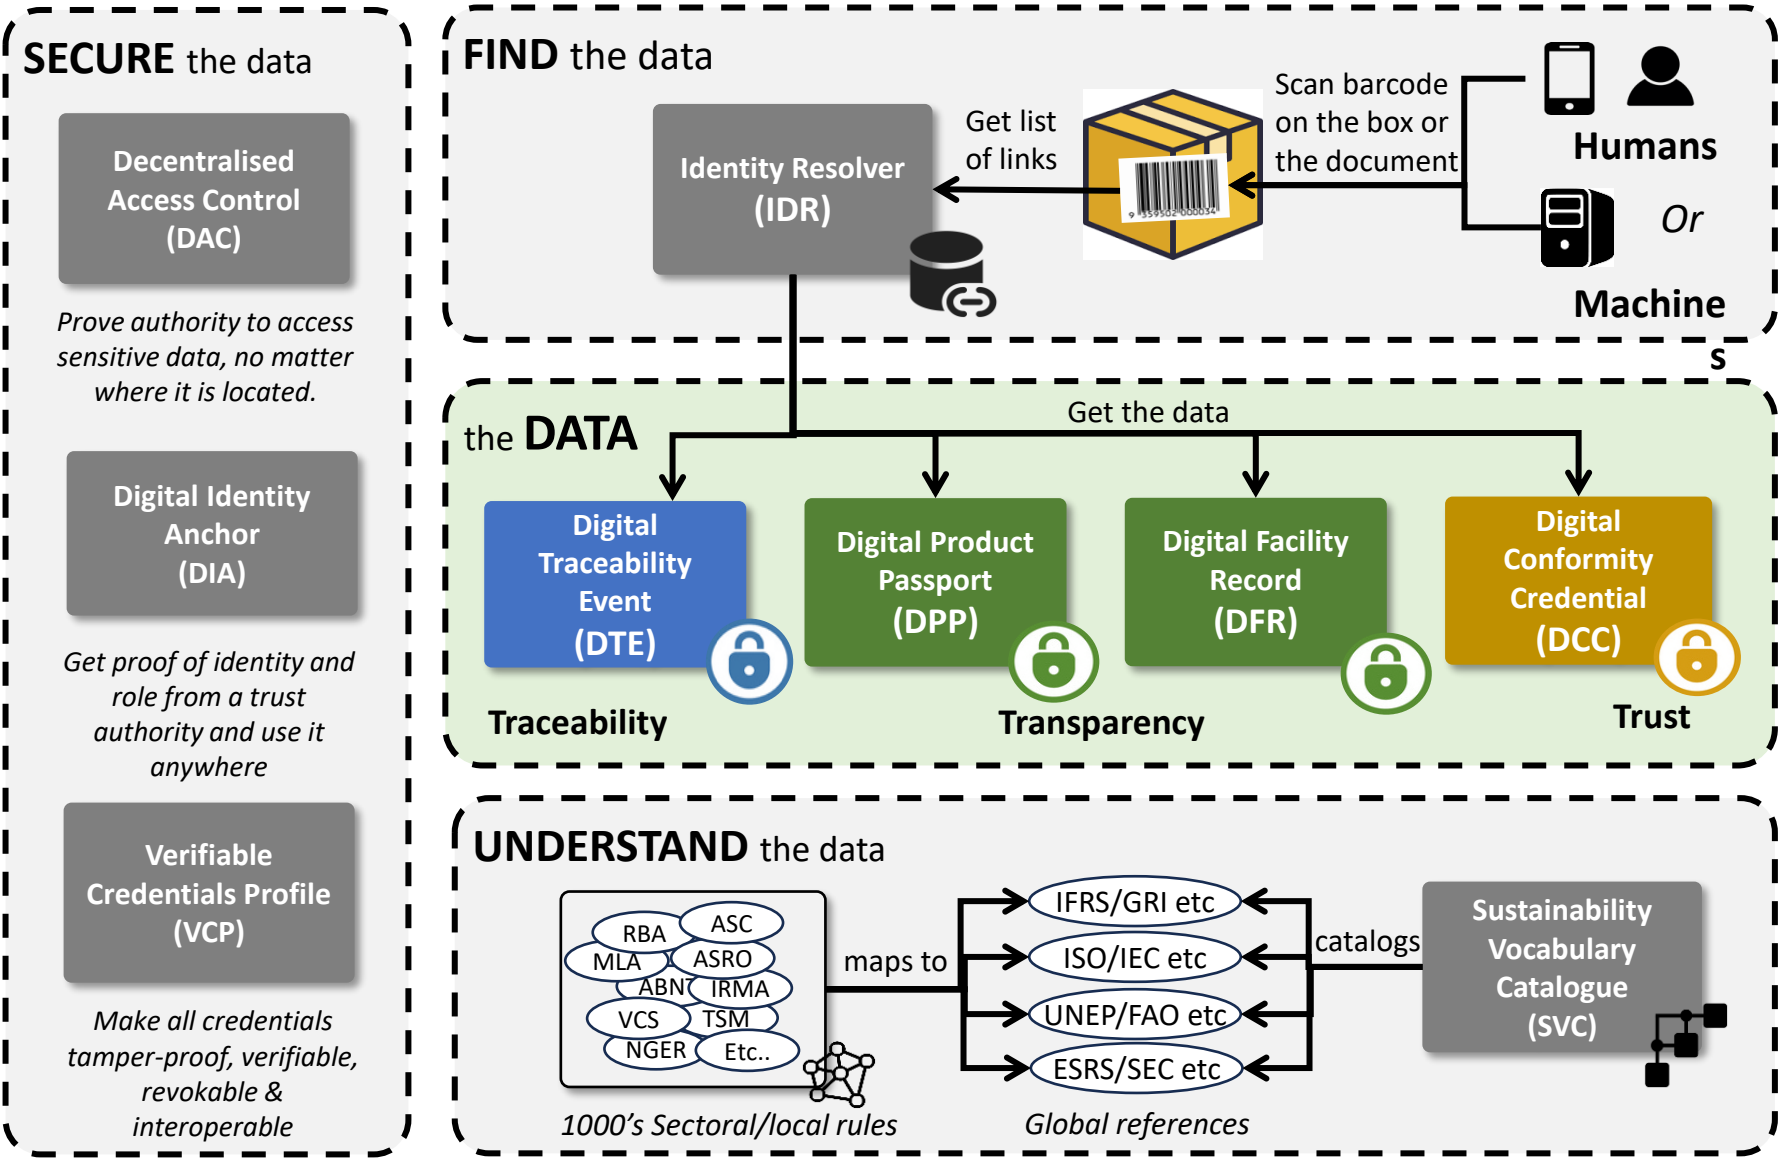 SECURE the data
Decentralised
Access Control
(DAC)
Prove authority to access
sensitive data, no matter
where it is located.
Digital Identity
Anchor
(DIA)
Get proof of identity and
role from a trust
authority and use it
anywhere
Verifiable
Credentials Profile
(VCP)
Make all credentials
tamper-proof, verifiable,
revokable &
interoperable
FIND the data
Identity Resolver
(IDR)
Get list
of links
9 359502 000034
Scan barcode
on the box or
the document
Humans
Or
Machine
s
the DATA
Get the data
Digital
Traceability
Event
(DTE)
Digital Product
Passport
(DPP)
Digital Facility
Record
(DFR)
Digital
Conformity
Credential
(DCC)
Traceability
Transparency
Trust
UNDERSTAND the data
RBA
ASC
MLA
ASRO
ABNT
IRMA
VCS
TSM
NGER
Etc..
1000's Sectoral/local rules
maps to
IFRS/GRI etc
ISO/IEC etc
UNEP/FAO etc
ESRS/SEC etc
Global references
catalogs
Sustainability
Vocabulary
Catalogue
(SVC)